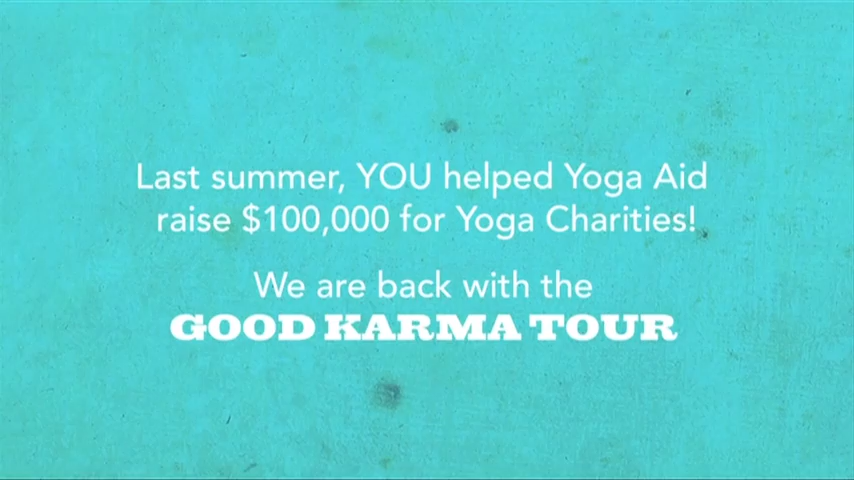 Last summer, YOU helped Yoga Aid
raise $100,000 for Yoga Charities!
We are back with the
GOOD KARMA TOUR